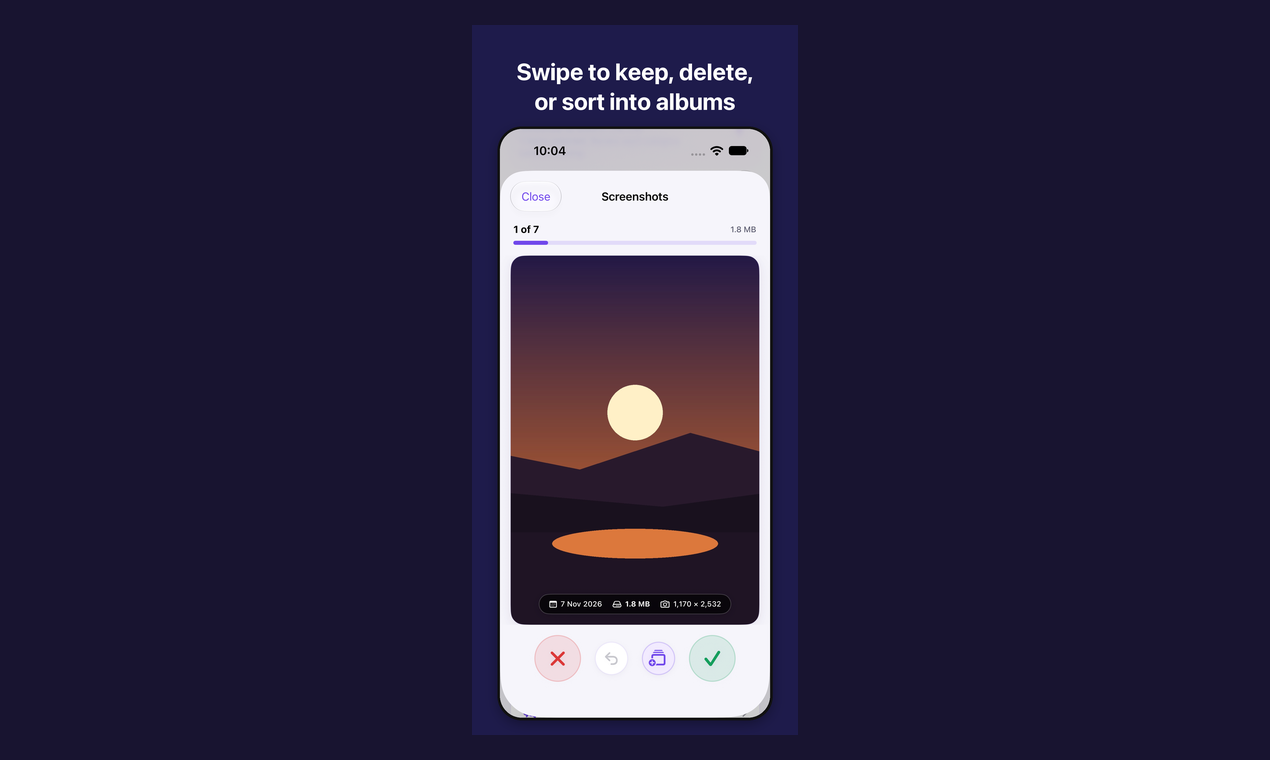 Swipe to keep, delete,
or sort into albums
10:04
Close
Screenshots
1 of 7
1.8 MB
7 Nov 2026
1.8 MB
1,170 × 2,532